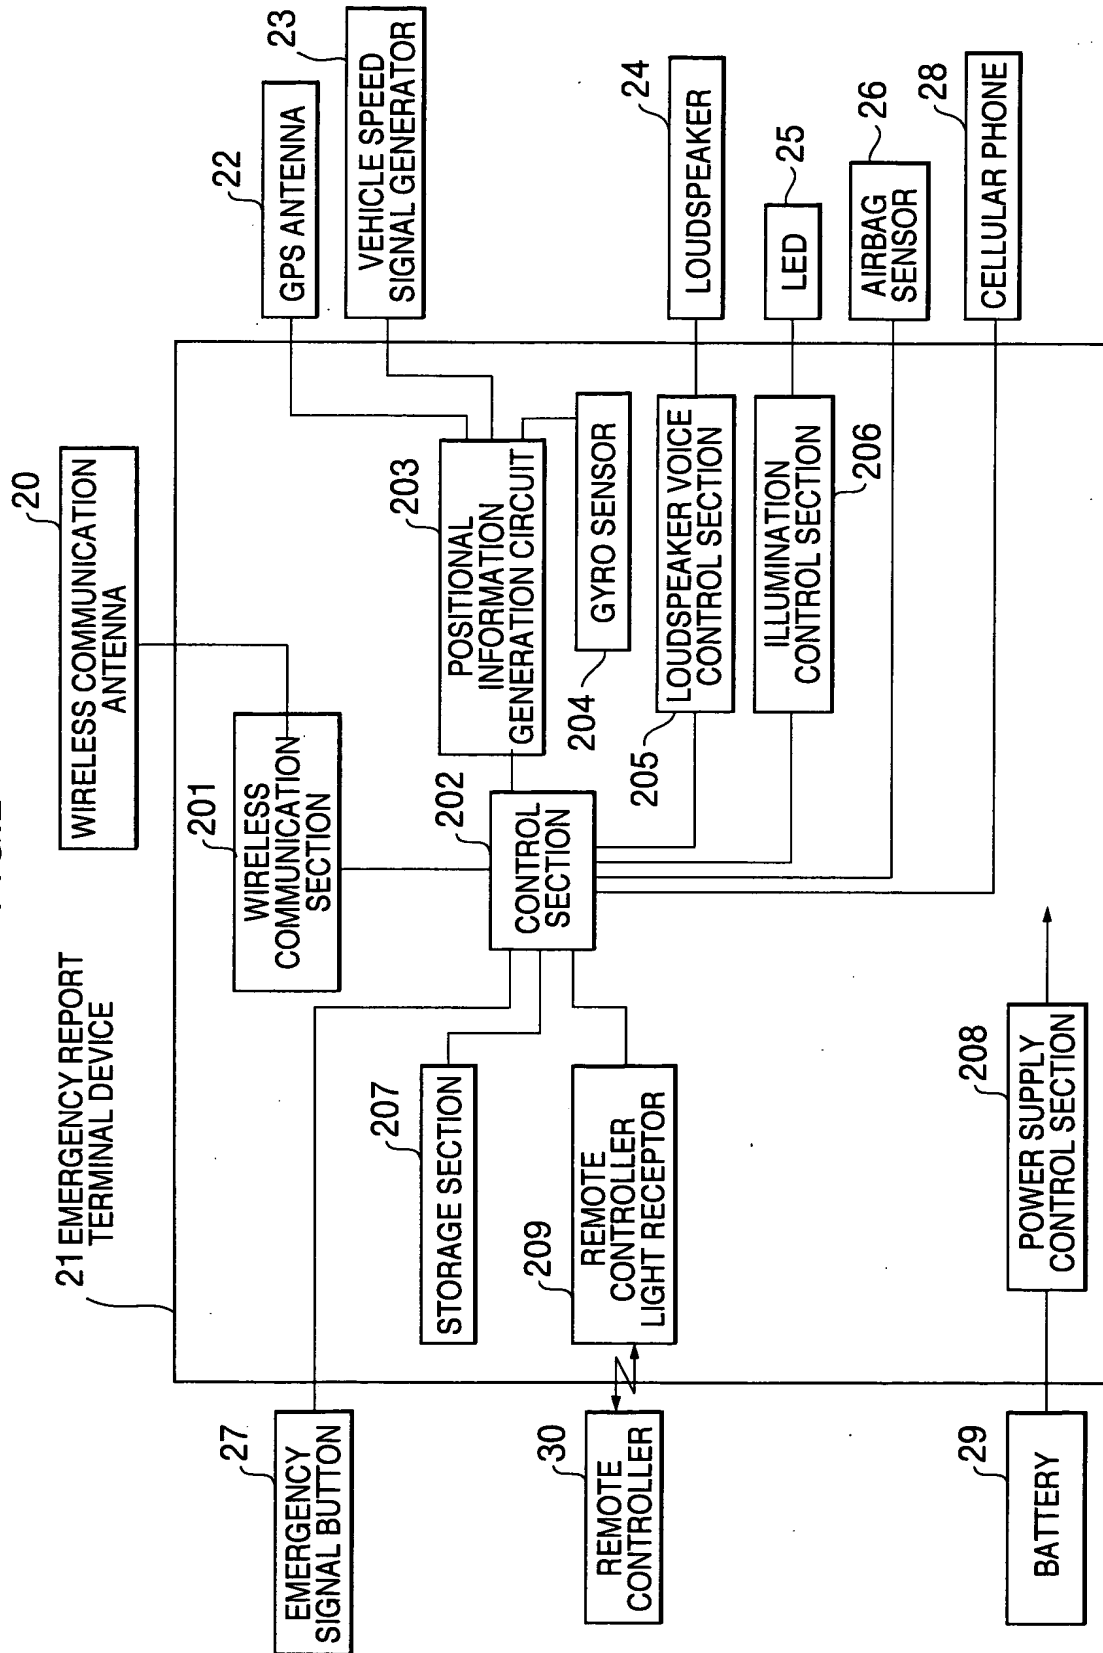 20
WIRELESS COMMUNICATION
ANTENNA
21 EMERGENCY REPORT
TERMINAL DEVICE
201
WIRELESS
COMMUNICATION
SECTION
22
GPS ANTENNA
23
VEHICLE SPEED
SIGNAL GENERATOR
27
EMERGENCY
SIGNAL BUTTON
207
STORAGE SECTION
202
CONTROL
SECTION
203
POSITIONAL
INFORMATION
GENERATION CIRCUIT
204
GYRO SENSOR
30
REMOTE
CONTROLLER
209
REMOTE
CONTROLLER
LIGHT RECEPTOR
205
LOUDSPEAKER VOICE
CONTROL SECTION
24
LOUDSPEAKER
ILLUMINATION
CONTROL SECTION
206
25
LED
26
AIRBAG
SENSOR
28
CELLULAR PHONE
29
BATTERY
208
POWER SUPPLY
CONTROL SECTION